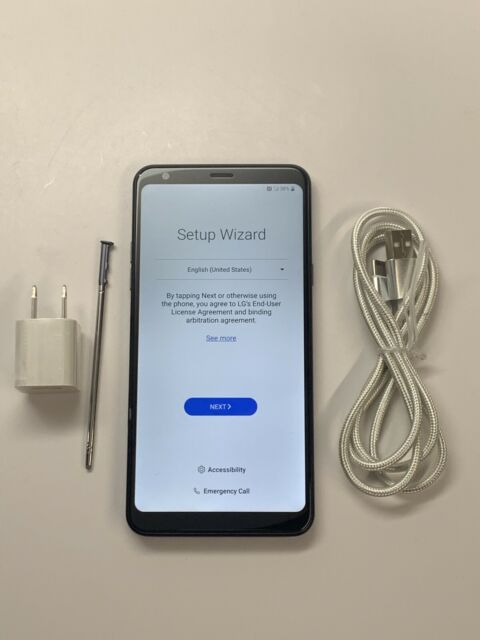 98%
Setup Wizard
English (United States)
By tapping Next or otherwise using
the phone, you agree to LG's End-User
License Agreement and binding
arbitration agreement.
See more
NEXT
Accessibility
Emergency Call